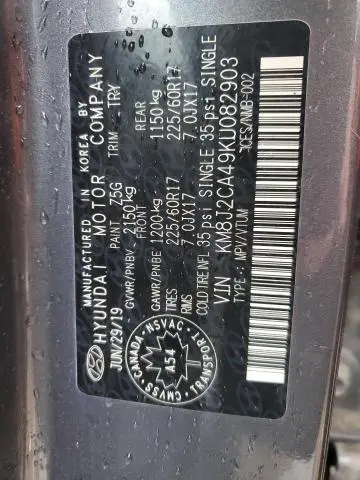 MANUFACTURED IN KOREA BY
HYUNDAI MOTOR COMPANY
JUN/29/19 PAINT Z5G TRIM TRY
GVWR/PNBV 2150kg
FRONT REAR
GAWR/PNBE 1200kg 1150kg
TIRES 225/60R17 225/60R17
RIMS 7.0JX17 7.0JX17
COLD TIRE INFL 35 psi SINGLE 35 psi SINGLE
VIN: KM8J2CA49KU082903
TYPE: MPV/VTUM TCES/NMB-002
CANADA NSVAC
A54
CMVSS TRANSPORT